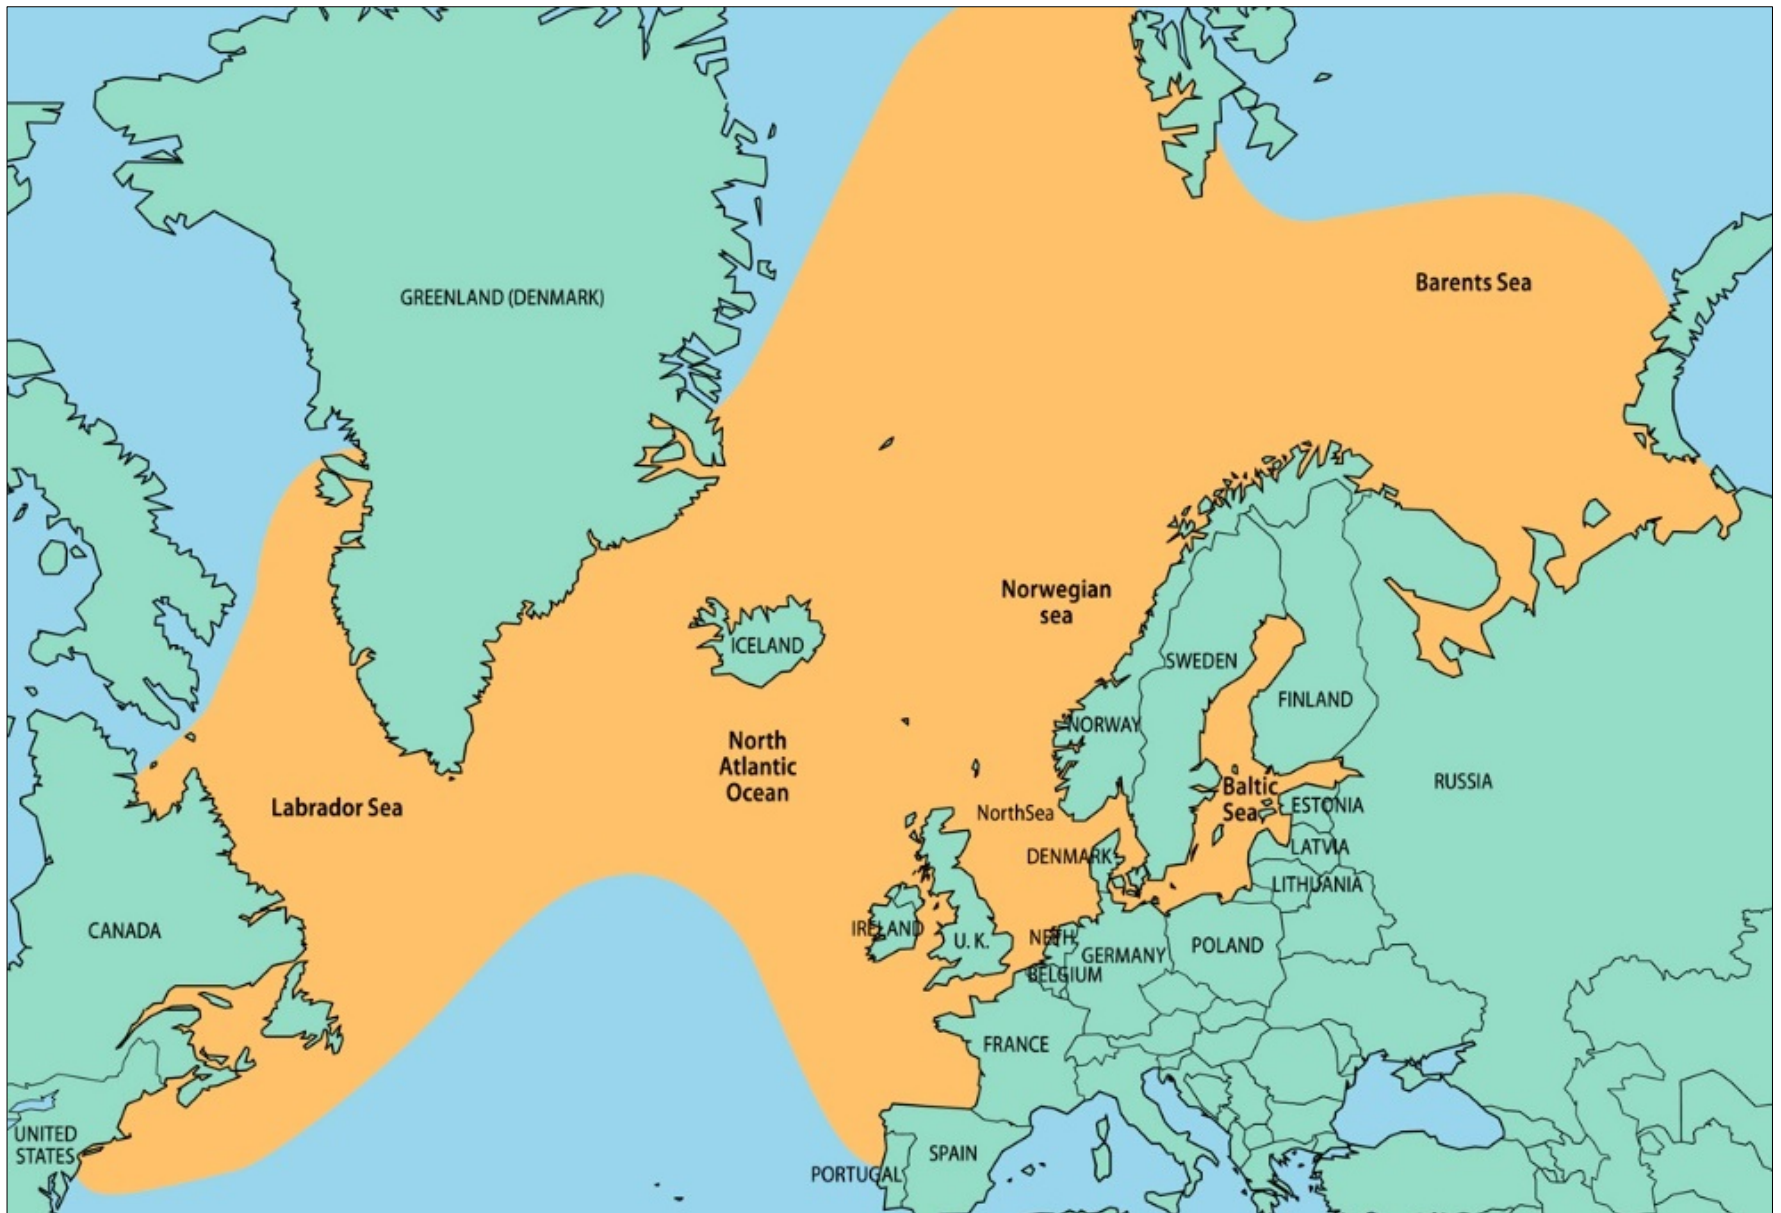 Barents Sea
GREENLAND (DENMARK)
Norwegian
sea
ICELAND
SWEDEN
FINLAND
NORWAY
North
Atlantic
Ocean
RUSSIA
Baltic
Sea
Labrador Sea
NorthSea
ESTONIA
DENMARK
LATVIA
LITHUANIA
CANADA
IRELAND
U. K.
NETH.
POLAND
GERMANY
BELGIUM
FRANCE
UNITED
STATES
SPAIN
PORTUGAL